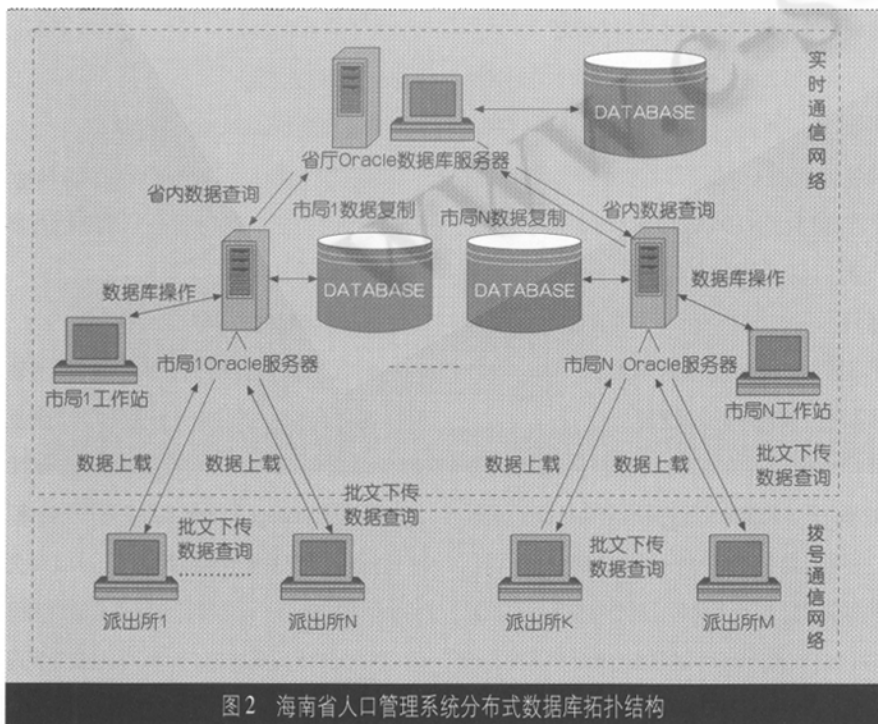 实时通信网络
DATABASE
省厅Oracle数据库服务器
省内数据查询
市局1数据复制
市局N数据复制
省内数据查询
数据库操作
DATABASE
DATABASE
数据库操作
市局1Oracle服务器
市局N Oracle服务器
市局1工作站
市局N工作站
数据上载
数据上载
数据上载
数据上载
批文下传
数据查询
批文下传
数据查询
批文下传
数据查询
批文下传
数据查询
拨号通信网络
派出所1
派出所N
派出所K
派出所M
图2 海南省人口管理系统分布式数据库拓扑结构